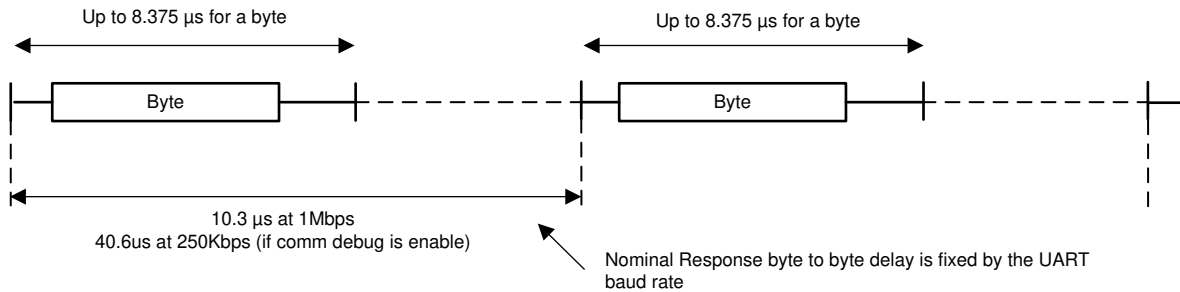 Up to 8.375 µs for a byte
Up to 8.375 µs for a byte
Byte
Byte
10.3 µs at 1Mbps
40.6us at 250Kbps (if comm debug is enable)
Nominal Response byte to byte delay is fixed by the UART
baud rate